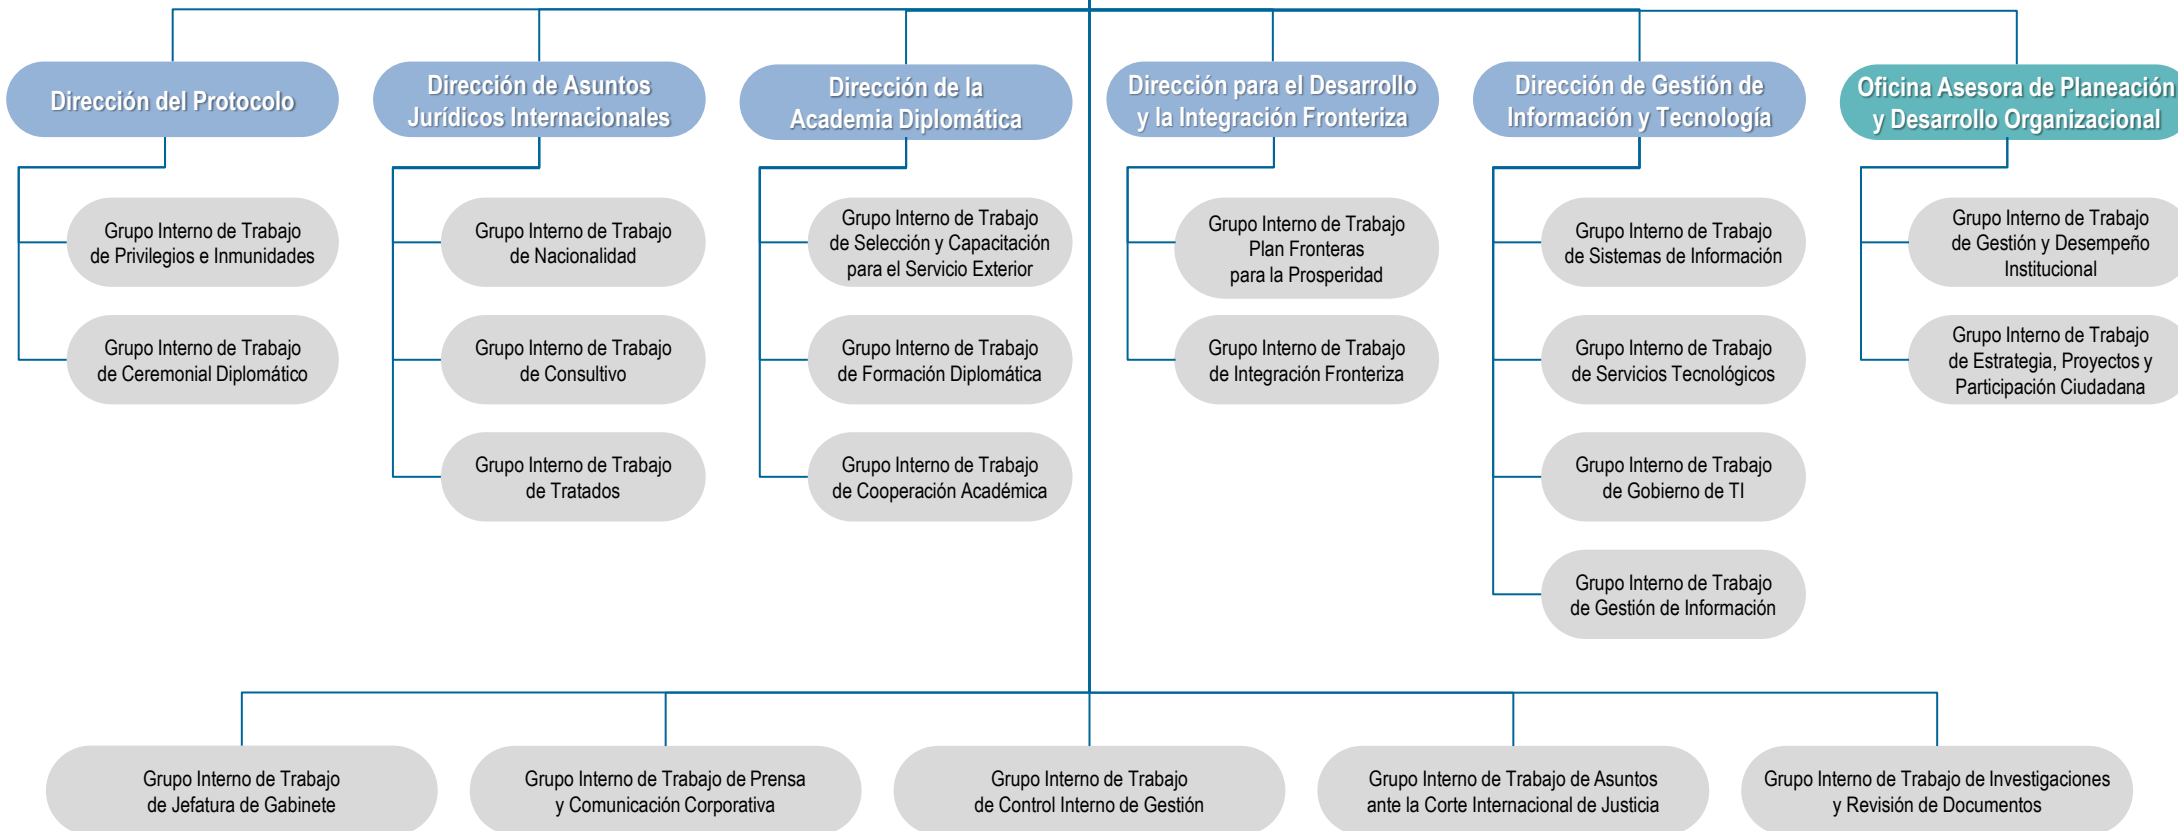 Dirección del Protocolo
Dirección de Asuntos
Jurídicos Internacionales
Dirección de la
Academia Diplomática
Dirección para el Desarrollo
y la Integración Fronteriza
Dirección de Gestión de
Información y Tecnología
Oficina Asesora de Planeación
y Desarrollo Organizacional
Grupo Interno de Trabajo
de Privilegios e Inmunidades
Grupo Interno de Trabajo
de Nacionalidad
Grupo Interno de Trabajo
de Selección y Capacitación
para el Servicio Exterior
Grupo Interno de Trabajo
Plan Fronteras
para la Prosperidad
Grupo Interno de Trabajo
de Sistemas de Información
Grupo Interno de Trabajo
de Gestión y Desempeño
Institucional
Grupo Interno de Trabajo
de Ceremonial Diplomático
Grupo Interno de Trabajo
de Consultivo
Grupo Interno de Trabajo
de Formación Diplomática
Grupo Interno de Trabajo
de Integración Fronteriza
Grupo Interno de Trabajo
de Servicios Tecnológicos
Grupo Interno de Trabajo
de Estrategia, Proyectos y
Participación Ciudadana
Grupo Interno de Trabajo
de Tratados
Grupo Interno de Trabajo
de Cooperación Académica
Grupo Interno de Trabajo
de Gobierno de TI
Grupo Interno de Trabajo
de Gestión de Información
Grupo Interno de Trabajo
de Jefatura de Gabinete
Grupo Interno de Trabajo de Prensa
y Comunicación Corporativa
Grupo Interno de Trabajo
de Control Interno de Gestión
Grupo Interno de Trabajo de Asuntos
ante la Corte Internacional de Justicia
Grupo Interno de Trabajo de Investigaciones
y Revisión de Documentos